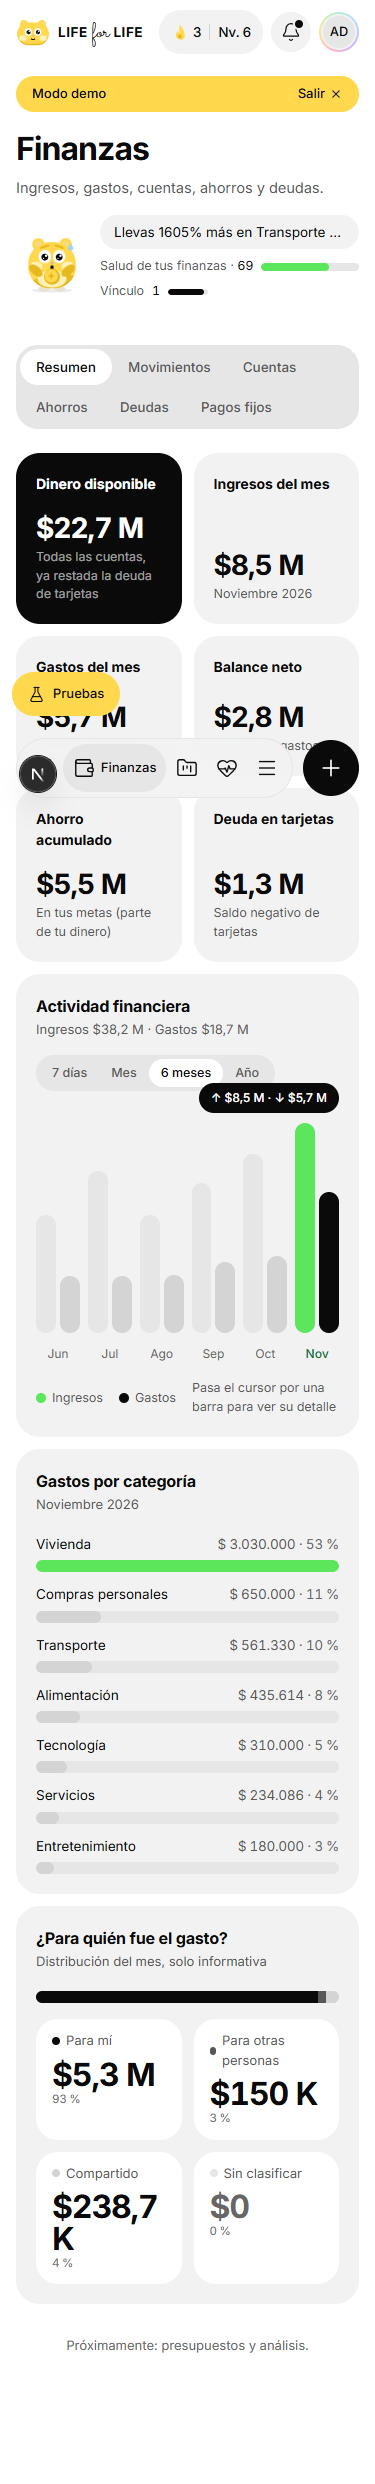 LIFE for LIFE
3
Nv. 6
AD
Modo demo
Salir ×
Finanzas
Ingresos, gastos, cuentas, ahorros y deudas.
Llevas 1605% más en Transporte ...
Salud de tus finanzas · 69
Vínculo 1
Resumen
Movimientos
Cuentas
Ahorros
Deudas
Pagos fijos
Dinero disponible
$22,7 M
Todas las cuentas,
ya restada la deuda
de tarjetas
Ingresos del mes
$8,5 M
Noviembre 2026
Gastos del mes
$5,7 M
Balance neto
$2,8 M
gastos
Pruebas
N
Finanzas
Ahorro
acumulado
$5,5 M
En tus metas (parte
de tu dinero)
Deuda en tarjetas
$1,3 M
Saldo negativo de
tarjetas
Actividad financiera
Ingresos $38,2 M · Gastos $18,7 M
7 días
Mes
6 meses
Año
↑ $8,5 M · ↓ $5,7 M
Jun
Jul
Ago
Sep
Oct
Nov
Ingresos
Gastos
Pasa el cursor por una
barra para ver su detalle
Gastos por categoría
Noviembre 2026
Vivienda
$ 3.030.000 · 53 %
Compras personales
$ 650.000 · 11 %
Transporte
$ 561.330 · 10 %
Alimentación
$ 435.614 · 8 %
Tecnología
$ 310.000 · 5 %
Servicios
$ 234.086 · 4 %
Entretenimiento
$ 180.000 · 3 %
¿Para quién fue el gasto?
Distribución del mes, solo informativa
Para mí
$5,3 M
93 %
Para otras
personas
$150 K
3 %
Compartido
$238,7
K
4 %
Sin clasificar
$0
0 %
Próximamente: presupuestos y análisis.